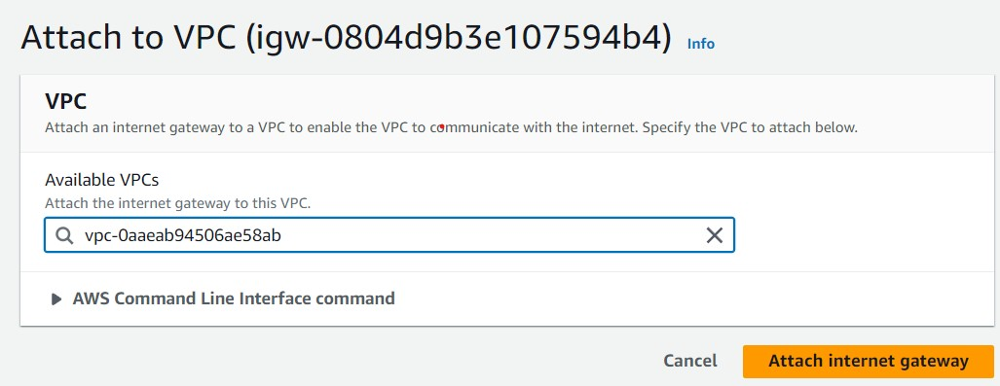 Attach to VPC (igw-0804d9b3e107594b4) Info
VPC
Attach an internet gateway to a VPC to enable the VPC to communicate with the internet. Specify the VPC to attach below.
Available VPCs
Attach the internet gateway to this VPC.
vpc-0aaeab94506ae58ab
AWS Command Line Interface command
Cancel Attach internet gateway